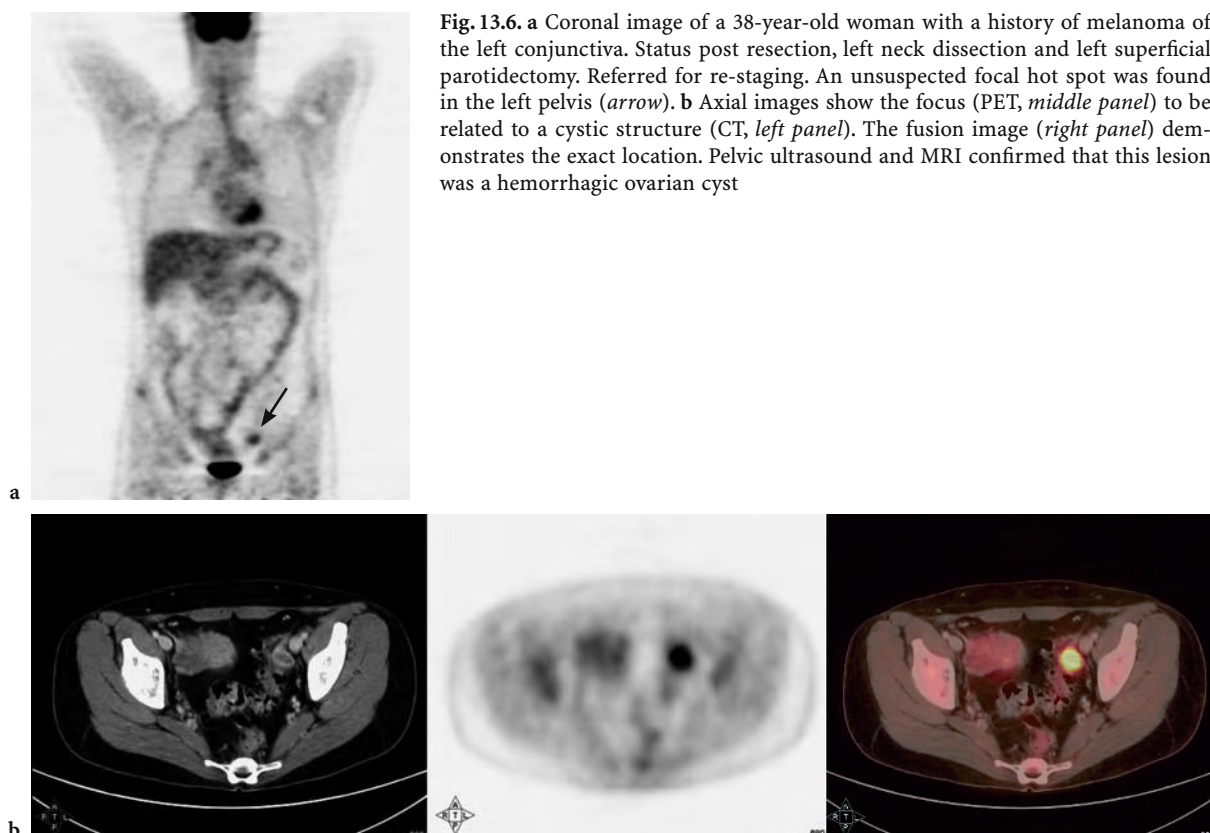 Fig. 13.6. a Coronal image of a 38-year-old woman with a history of melanoma of
the left conjunctiva. Status post resection, left neck dissection and left superficial
parotidectomy. Referred for re-staging. An unsuspected focal hot spot was found
in the left pelvis (arrow). b Axial images show the focus (PET, middle panel) to be
related to a cystic structure (CT, left panel). The fusion image (right panel) dem-
onstrates the exact location. Pelvic ultrasound and MRI confirmed that this lesion
was a hemorrhagic ovarian cyst
a
b